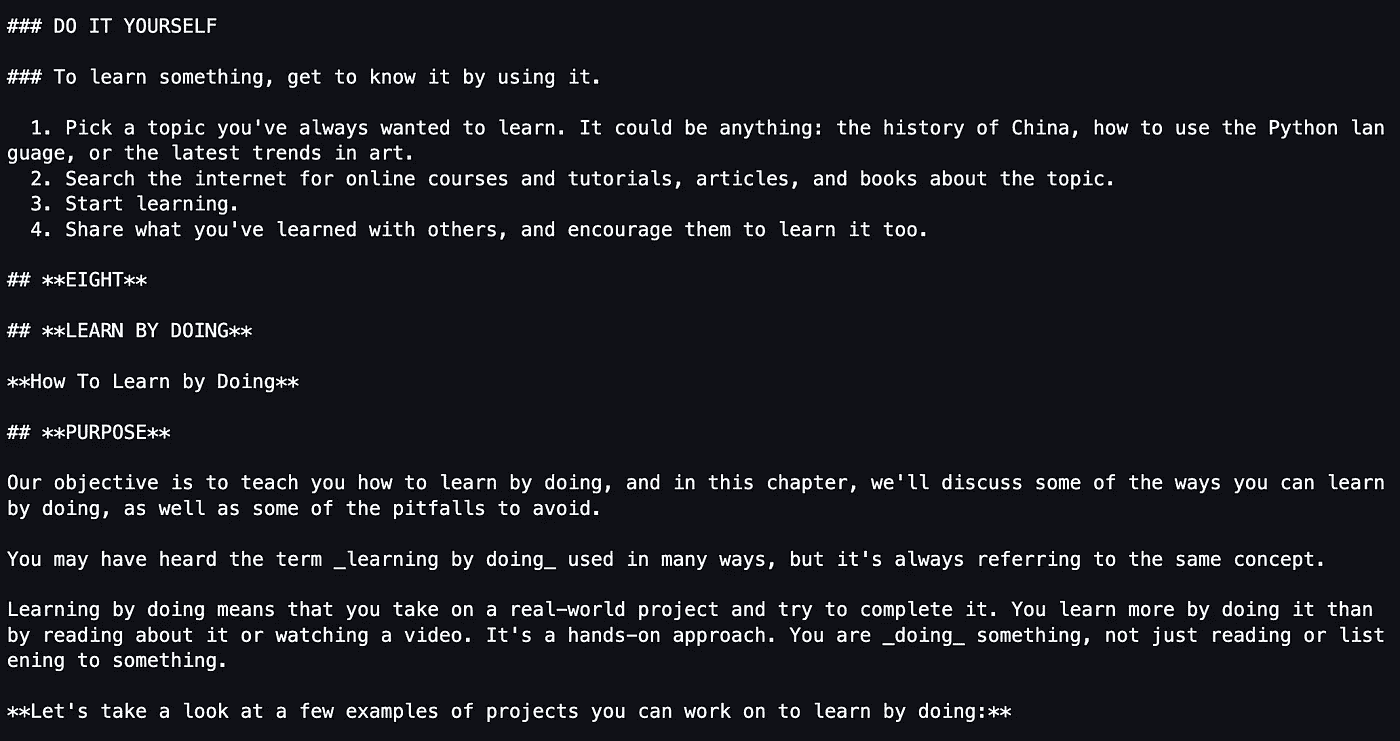 ### DO IT YOURSELF
### To learn something, get to know it by using it.
1. Pick a topic you've always wanted to learn. It could be anything: the history of China, how to use the Python lan
guage, or the latest trends in art.
2. Search the internet for online courses and tutorials, articles, and books about the topic.
3. Start learning.
4. Share what you've learned with others, and encourage them to learn it too.
## **EIGHT**
## **LEARN BY DOING**
**How To Learn by Doing**
## **PURPOSE**
Our objective is to teach you how to learn by doing, and in this chapter, we'll discuss some of the ways you can learn
by doing, as well as some of the pitfalls to avoid.
You may have heard the term _learning by doing_ used in many ways, but it's always referring to the same concept.
Learning by doing means that you take on a real-world project and try to complete it. You learn more by doing it than
by reading about it or watching a video. It's a hands-on approach. You are _doing_ something, not just reading or list
ening to something.
**Let's take a look at a few examples of projects you can work on to learn by doing:**